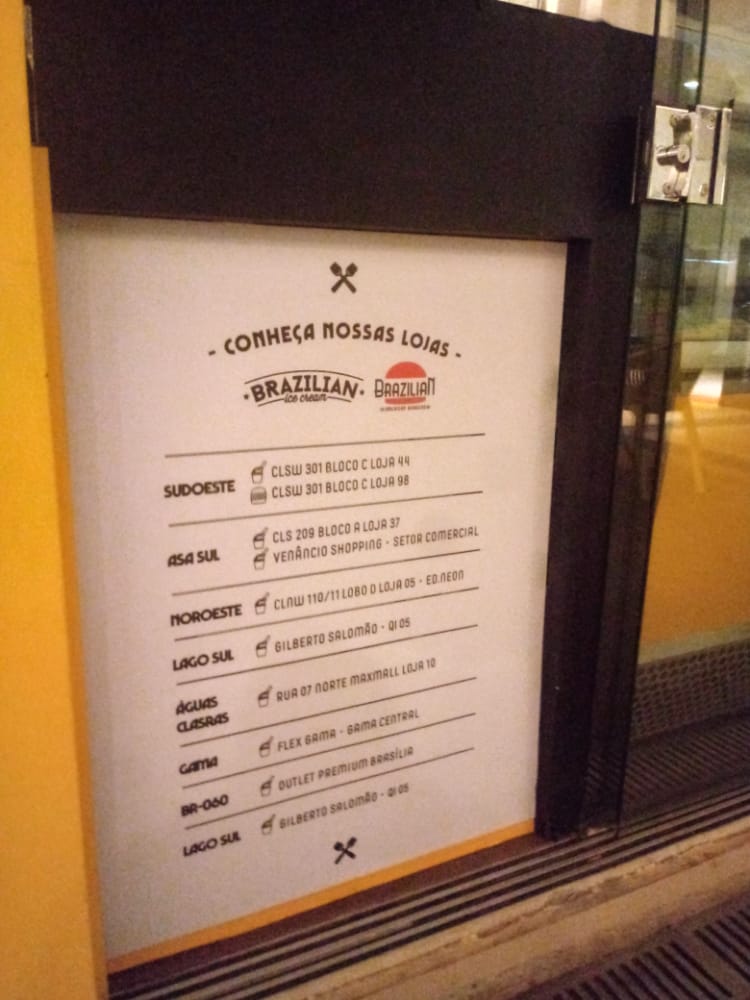 - CONHEÇA NOSSAS LOJAS -
BRAZILIAN
ice cream
BRAZILIAN
SUDOESTE
CLSW 301 BLOCO C LOJA 44
CLSW 301 BLOCO C LOJA 98
ASA SUL
CLS 209 BLOCO A LOJA 37
VENÂNCIO SHOPPING - SETOR COMERCIAL
NOROESTE
CLNW 110/11 LOBO D LOJA 05 - ED.NEON
LAGO SUL
GILBERTO SALOMÃO - QI 05
ÁGUAS
CLASRAS
RUA 07 NORTE MAXMALL LOJA 10
GAMA
FLEX GAMA - GAMA CENTRAL
BR-060
OUTLET PREMIUM BRASÍLIA
LAGO SUL
GILBERTO SALOMÃO - QI 05